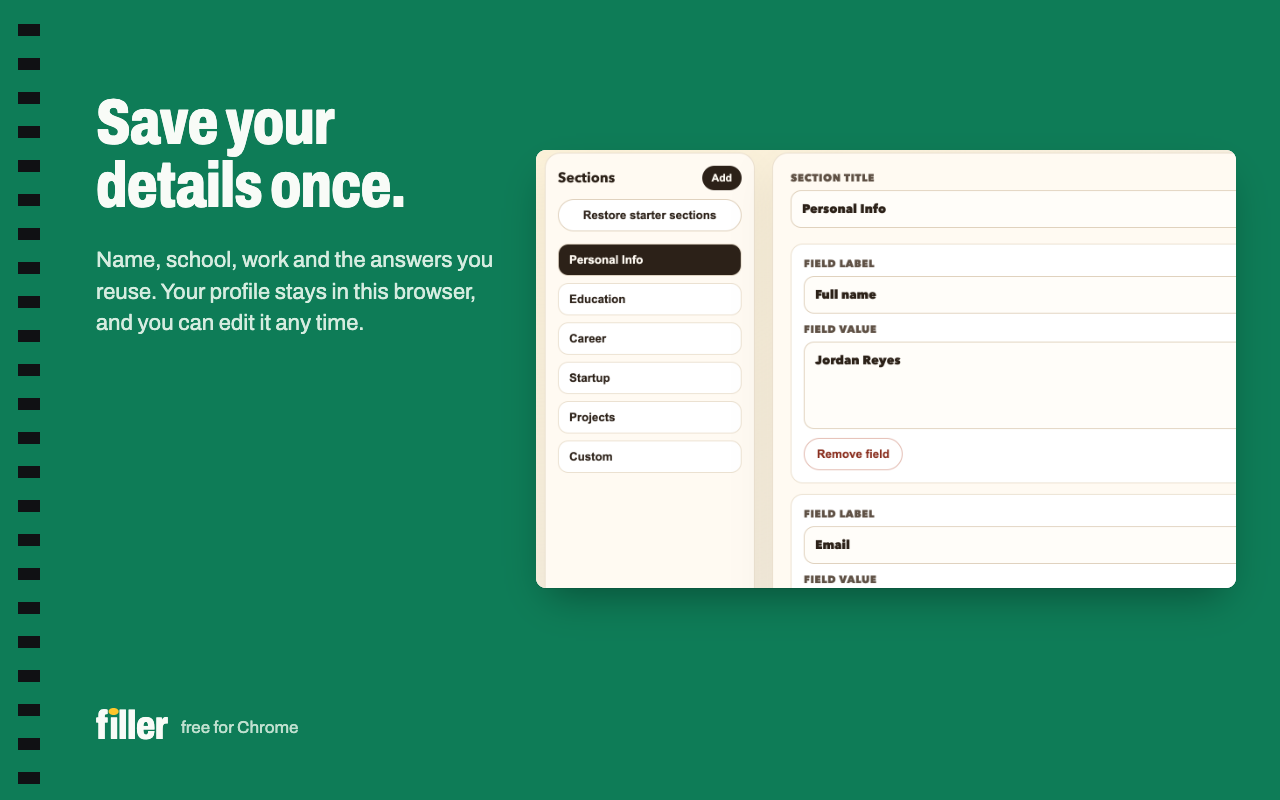 Save your
details once.
Name, school, work and the answers you
reuse. Your profile stays in this browser,
and you can edit it any time.
filler free for Chrome
Sections
Add
Restore starter sections
Personal Info
Education
Career
Startup
Projects
Custom
SECTION TITLE
Personal Info
FIELD LABEL
Full name
FIELD VALUE
Jordan Reyes
Remove field
FIELD LABEL
Email
FIELD VALUE